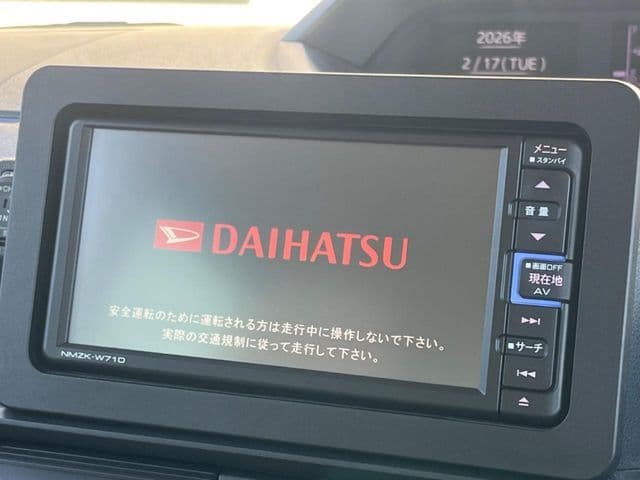 2026年
2/17(TUE)
メニュー
■スタンバイ
音量
■画面OFF
現在地
AV
■サーチ
DAIHATSU
安全運転のために運転される方は走行中に操作しないで下さい。
実際の交通規制に従って走行して下さい。
NMZK-W71D